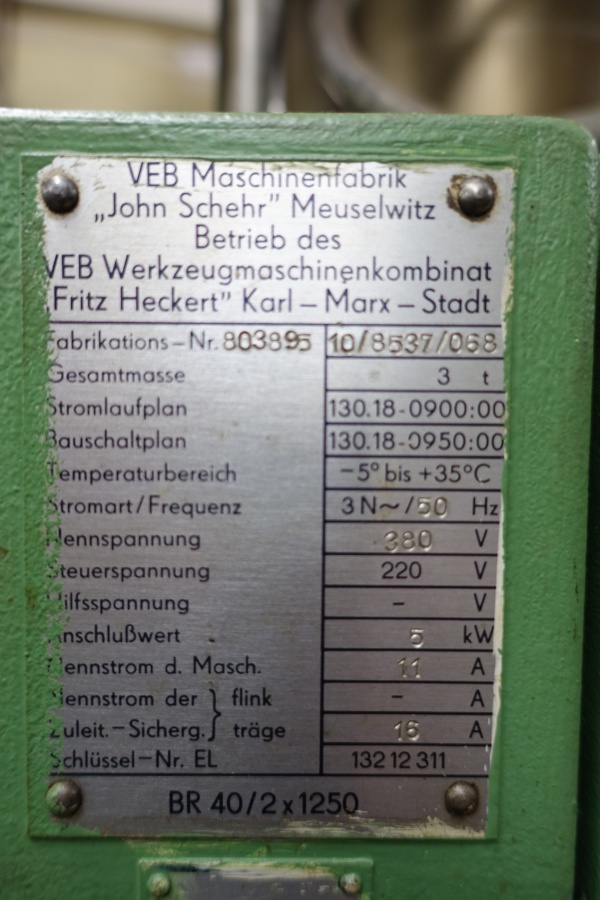 VEB Maschinenfabrik
„John Schehr” Meuselwitz
Betrieb des
VEB Werkzeugmaschinenkombinat
„Fritz Heckert” Karl – Marx – Stadt
Fabrikations – Nr. 803895 10/8537/068
Gesamtmasse 3 t
Stromlaufplan 130.18-0900:00
Bauschaltplan 130.18-0950:00
Temperaturbereich −5° bis +35°C
Stromart/Frequenz 3 N~/50 Hz
Nennspannung 380 V
Steuerspannung 220 V
Hilfsspannung – V
Anschlußwert 5 kW
Nennstrom d. Masch. 11 A
Nennstrom der } flink – A
Zuleit.–Sicherg. } träge 16 A
Schlüssel–Nr. EL 132 12 311
BR 40/2 x 1250